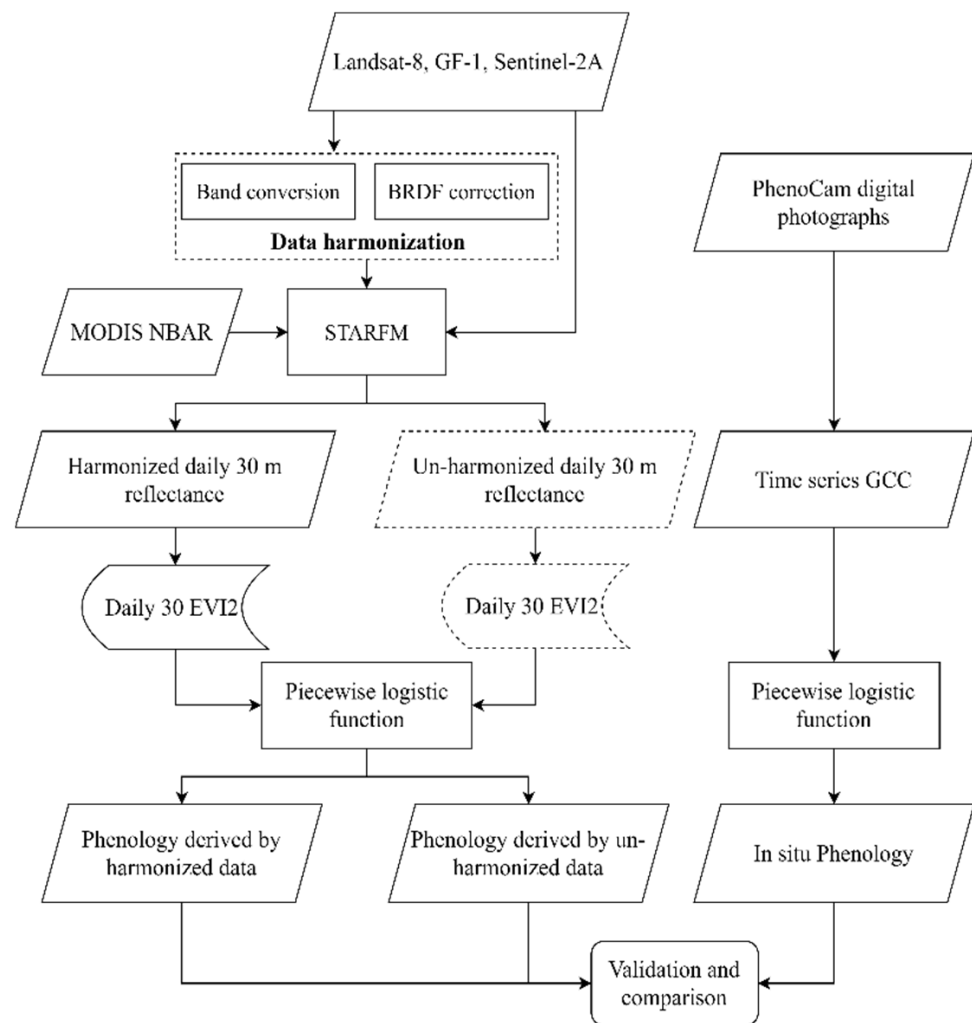 Landsat-8, GF-1, Sentinel-2A
Band conversion
BRDF correction
Data harmonization
PhenoCam digital
photographs
MODIS NBAR
STARFM
Harmonized daily 30 m
reflectance
Un-harmonized daily 30 m
reflectance
Time series GCC
Daily 30 EVI2
Daily 30 EVI2
Piecewise logistic
function
Piecewise logistic
function
Phenology derived by
harmonized data
Phenology derived by un-
harmonized data
In situ Phenology
Validation and
comparison